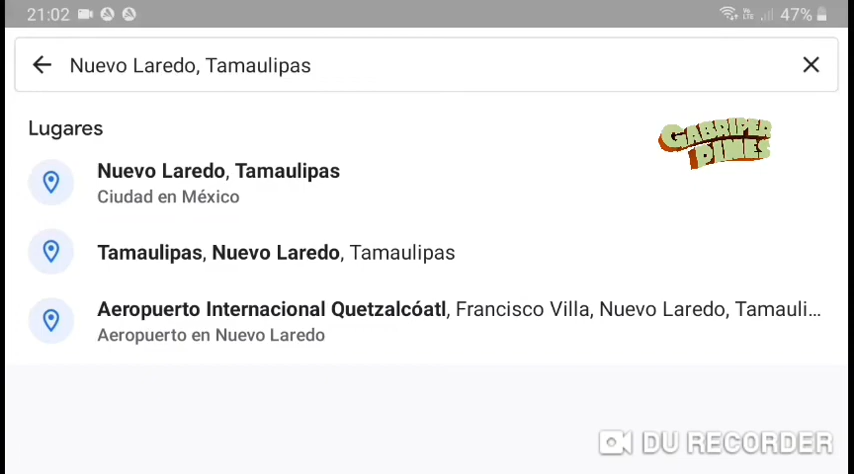 21:02
VoLTE
47%
Nuevo Laredo, Tamaulipas
Lugares
GABRIPER DIMES
Nuevo Laredo, Tamaulipas
Ciudad en México
Tamaulipas, Nuevo Laredo, Tamaulipas
Aeropuerto Internacional Quetzalcóatl, Francisco Villa, Nuevo Laredo, Tamauli...
Aeropuerto en Nuevo Laredo
DU RECORDER